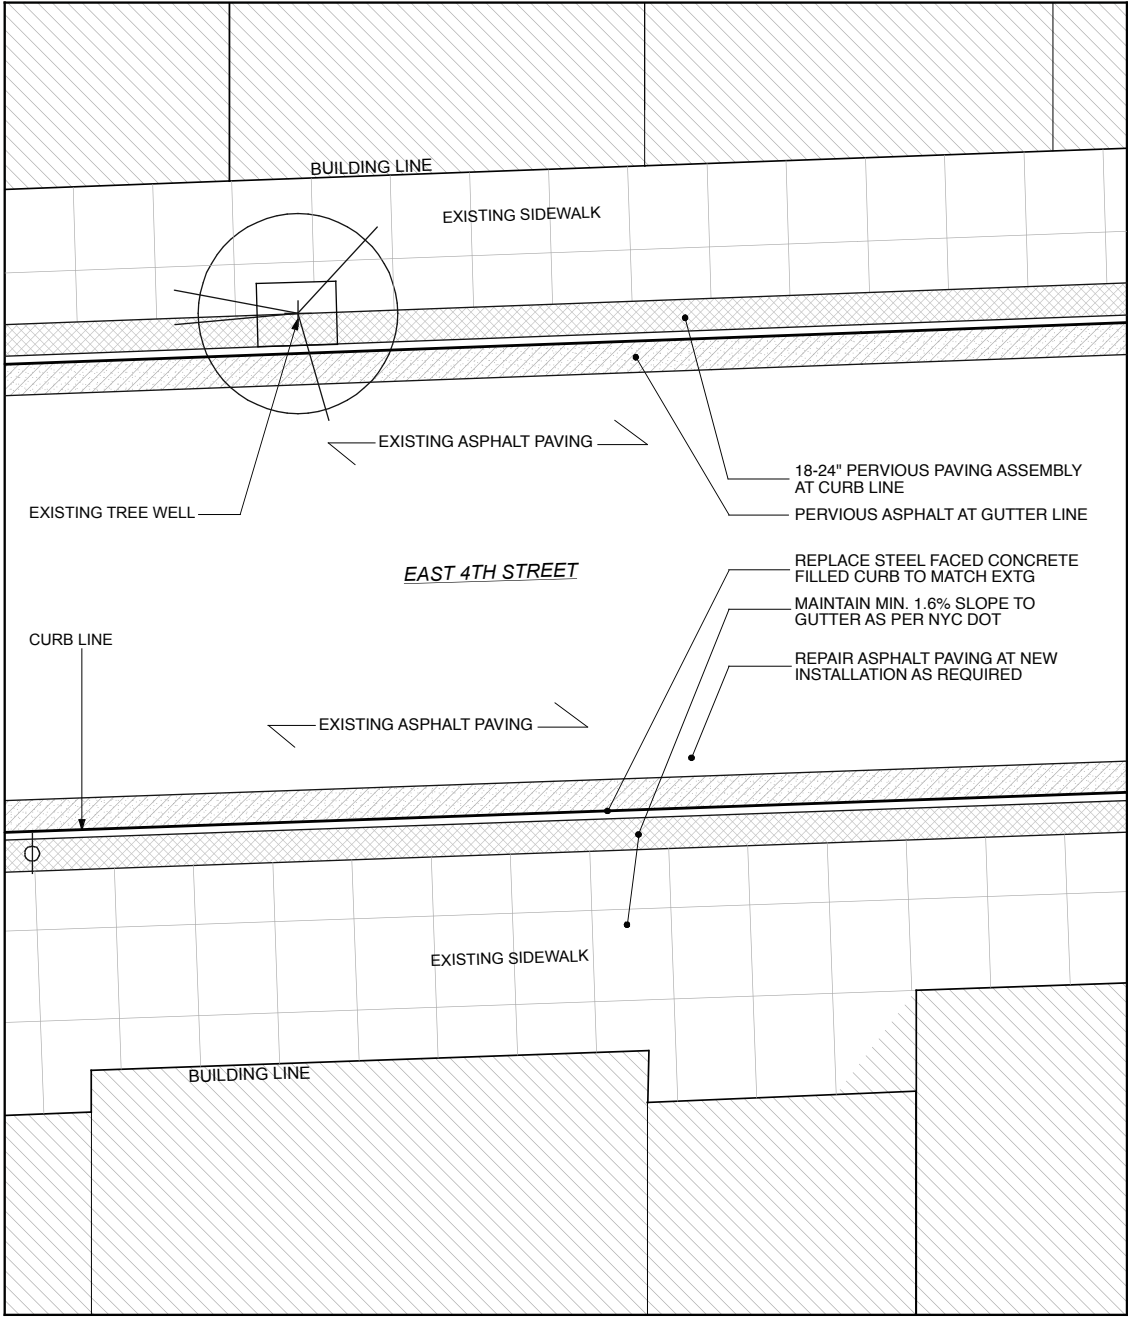 BUILDING LINE
EXISTING SIDEWALK
EXISTING ASPHALT PAVING
18-24" PERVIOUS PAVING ASSEMBLY
AT CURB LINE
EXISTING TREE WELL
PERVIOUS ASPHALT AT GUTTER LINE
EAST 4TH STREET
REPLACE STEEL FACED CONCRETE
FILLED CURB TO MATCH EXTG
MAINTAIN MIN. 1.6% SLOPE TO
GUTTER AS PER NYC DOT
CURB LINE
REPAIR ASPHALT PAVING AT NEW
INSTALLATION AS REQUIRED
EXISTING ASPHALT PAVING
EXISTING SIDEWALK
BUILDING LINE